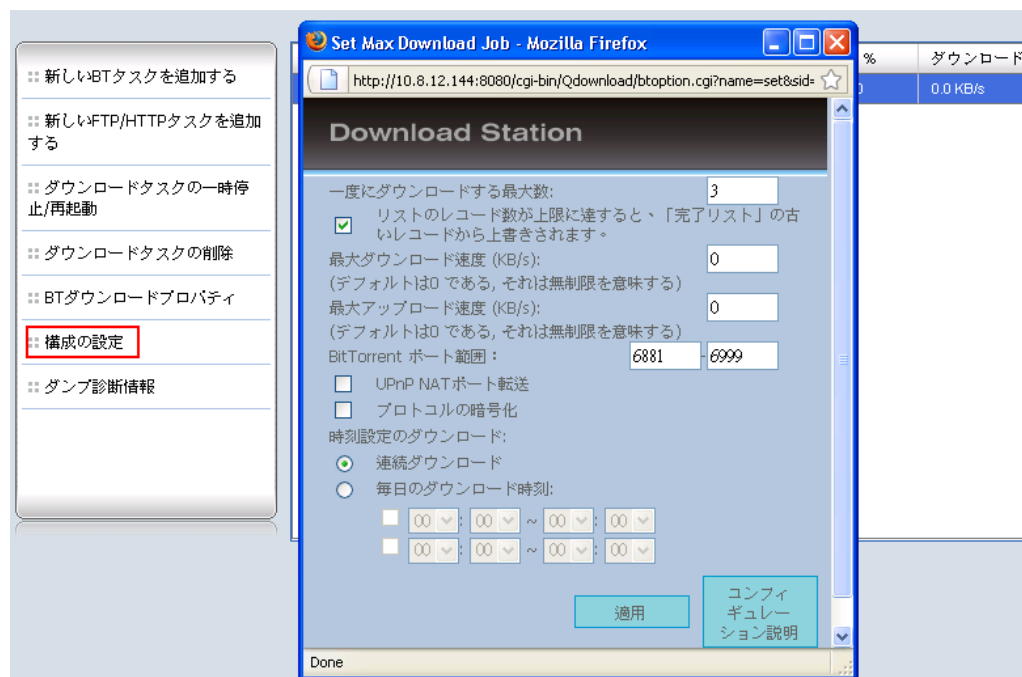 新しいBTタスクを追加する
新しいFTP/HTTPタスクを追加
する
ダウンロードタスクの一時停
止/再起動
ダウンロードタスクの削除
BTダウンロードプロパティ
構成の設定
ダンプ診断情報
Set Max Download Job - Mozilla Firefox
http://10.8.12.144:8080/cgi-bin/Qdownload/btoption.cgi?name=set&sid=
Download Station
一度にダウンロードする最大数: 3
リストのレコード数が上限に達すると、「完了リスト」の古
いレコードから上書きされます。
最大ダウンロード速度 (KB/s): 0
(デフォルトは0 である, それは無制限を意味する)
最大アップロード速度 (KB/s): 0
(デフォルトは0 である, それは無制限を意味する)
BitTorrent ポート範囲: 6881 - 6999
UPnP NATポート転送
プロトコルの暗号化
時刻設定のダウンロード:
連続ダウンロード
毎日のダウンロード時刻:
00 : 00 ~ 00 : 00
00 : 00 ~ 00 : 00
適用
コンフィ
ギュレー
ション説明
Done
% ダウンロード
0 0.0 KB/s